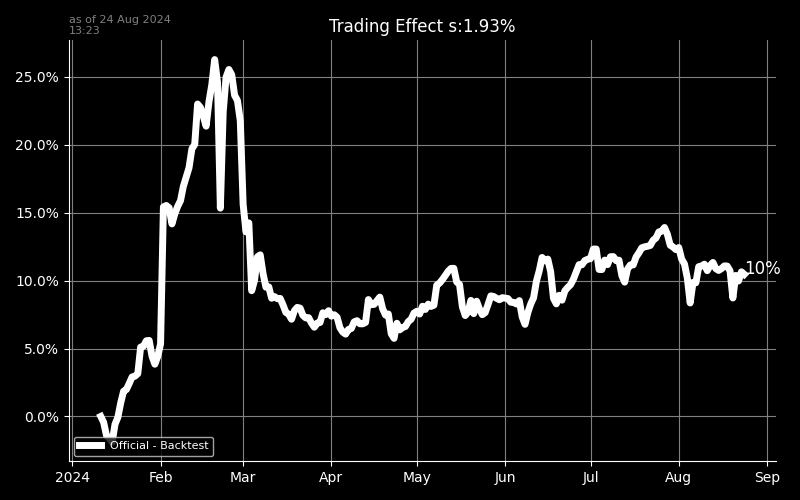 as of 24 Aug 2024
13:23
Trading Effect s:1.93%
25.0%
20.0%
15.0%
10.0%
5.0%
0.0%
10%
Official - Backtest
2024 Feb Mar Apr May Jun Jul Aug Sep